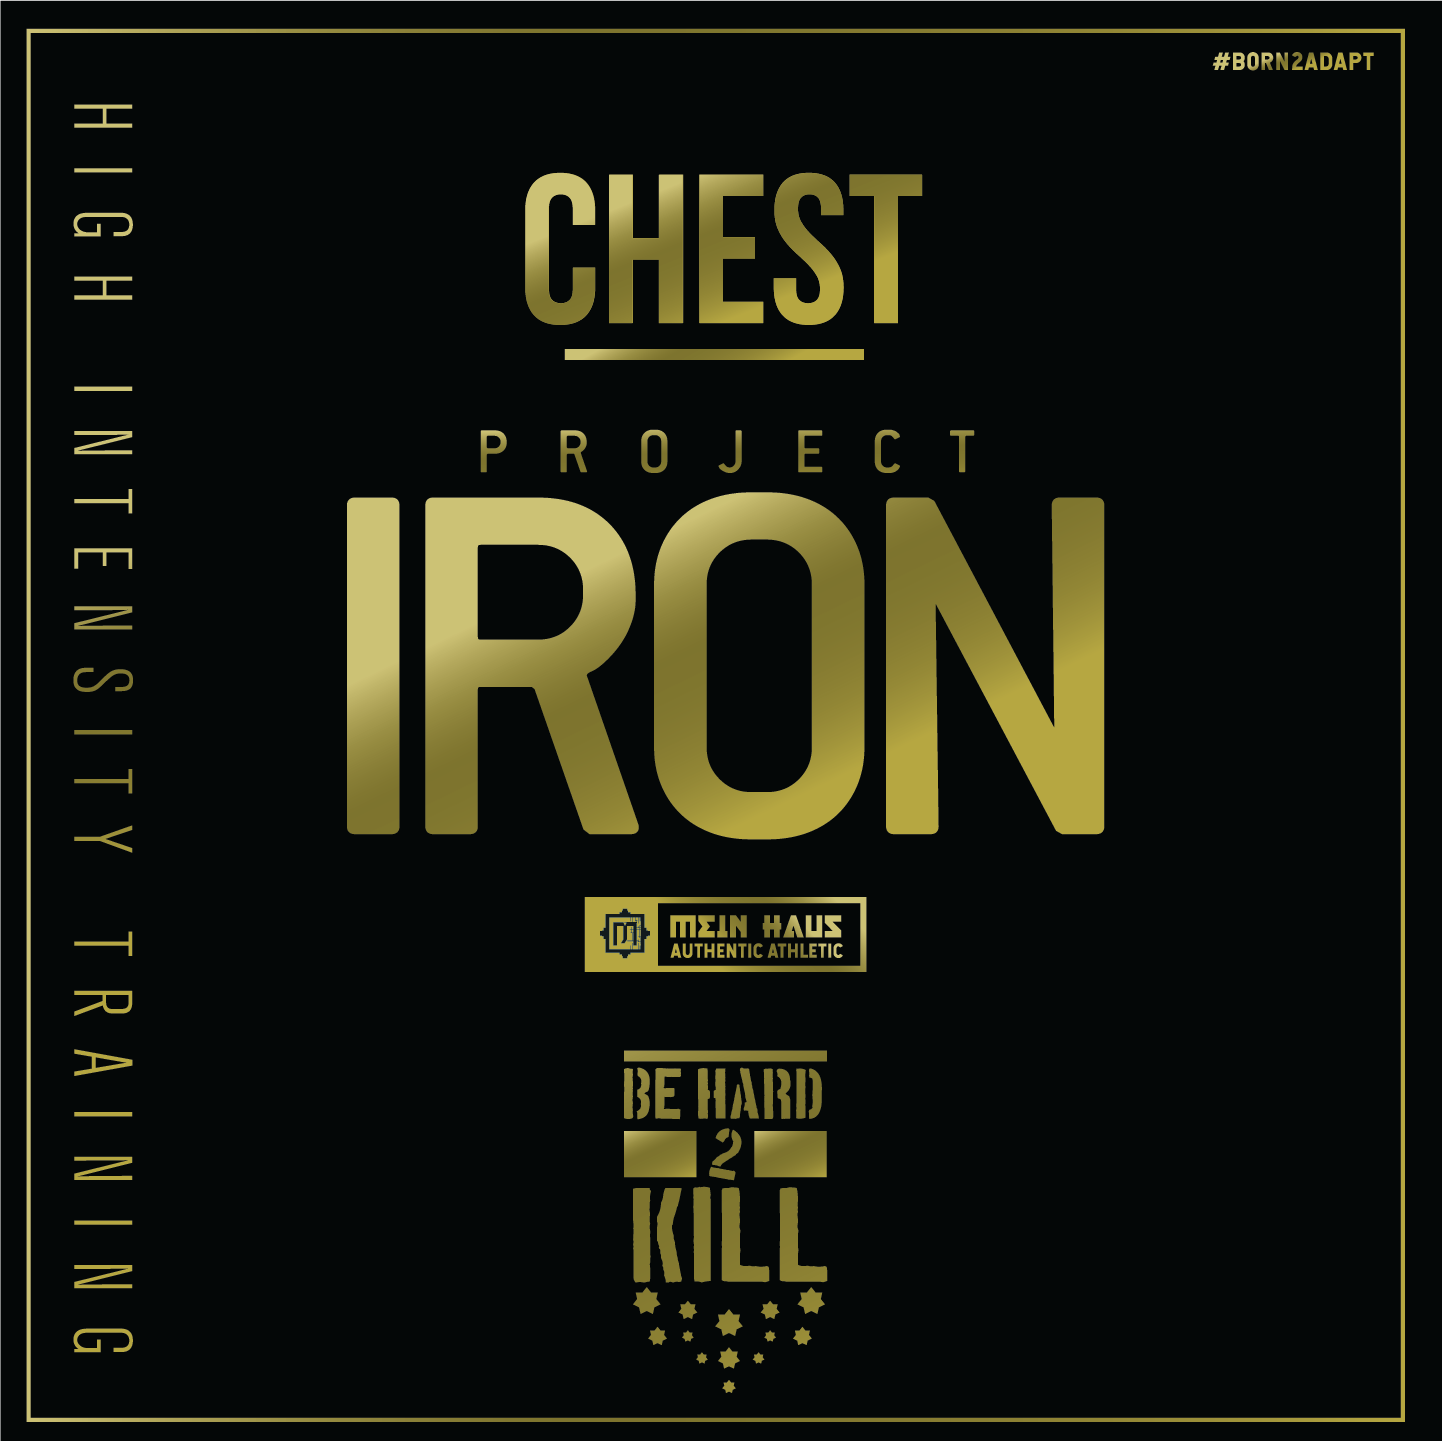 #BORN2ADAPT
HIGH INTENSITY TRAINING
CHEST
PROJECT
IRON
MEIN HAUS
AUTHENTIC ATHLETIC
BE HARD
2
KILL